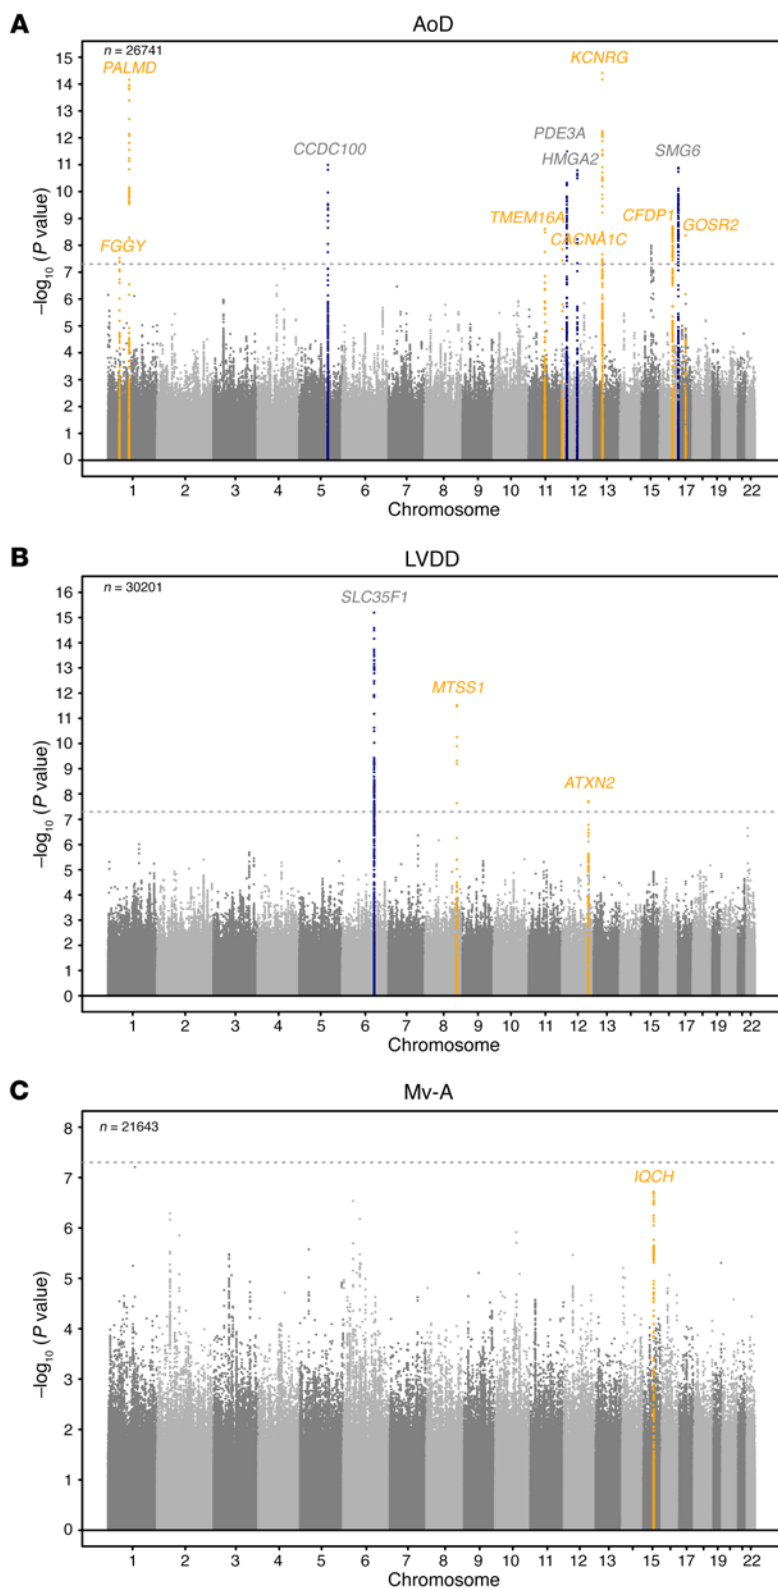 A
AoD
n = 26741
PALMD
KCNRG
PDE3A
CCDC100
HMGA2
SMG6
TMEM16A
CFDP1
GOSR2
FGGY
CACNA1C
–log10 (P value)
15
14
13
12
11
10
9
8
7
6
5
4
3
2
1
0
1 2 3 4 5 6 7 8 9 10 11 12 13 15 17 19 22
Chromosome
B
LVDD
n = 30201
SLC35F1
MTSS1
ATXN2
–log10 (P value)
16
15
14
13
12
11
10
9
8
7
6
5
4
3
2
1
0
1 2 3 4 5 6 7 8 9 10 11 12 13 15 17 19 22
Chromosome
C
Mv-A
n = 21643
IQCH
–log10 (P value)
8
7
6
5
4
3
2
1
0
1 2 3 4 5 6 7 8 9 10 11 12 13 15 17 19 22
Chromosome